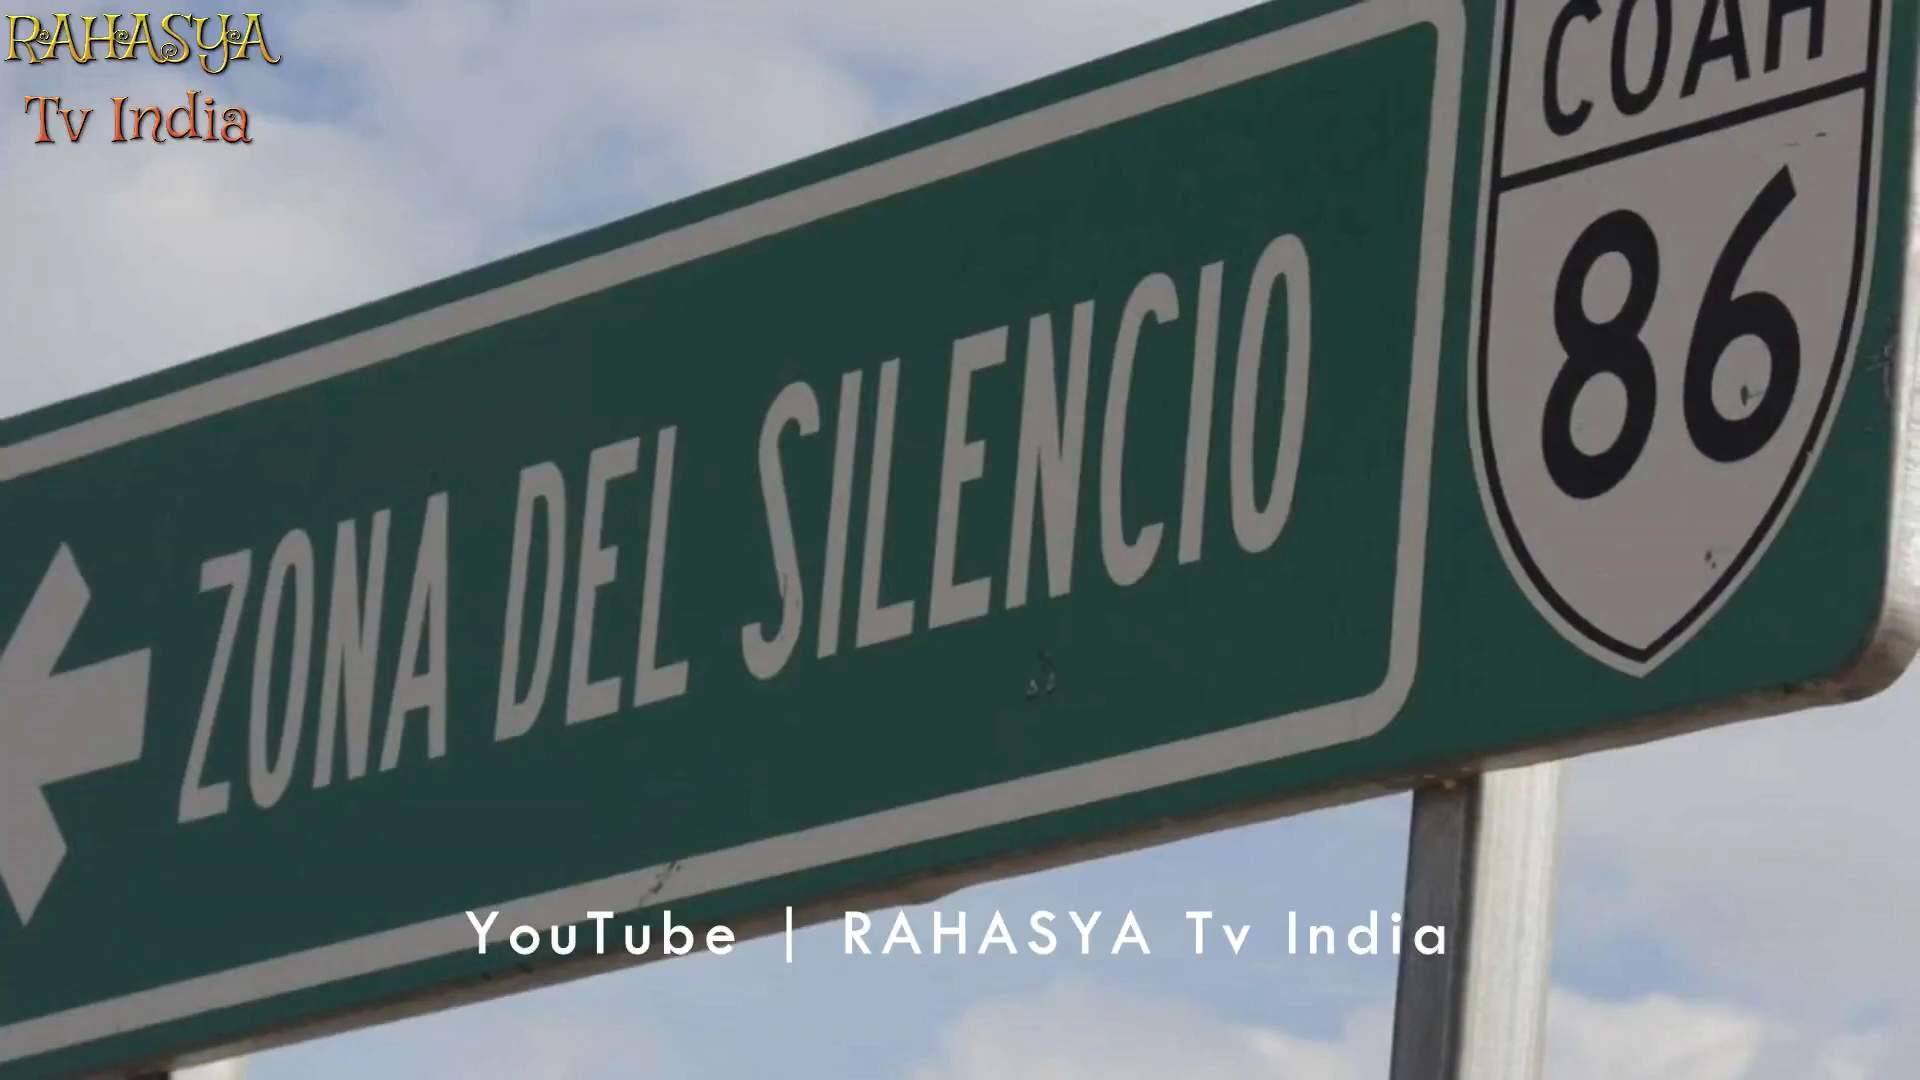 RAHASYA
Tv India
COAH
86
ZONA DEL SILENCIO
YouTube | RAHASYA Tv India